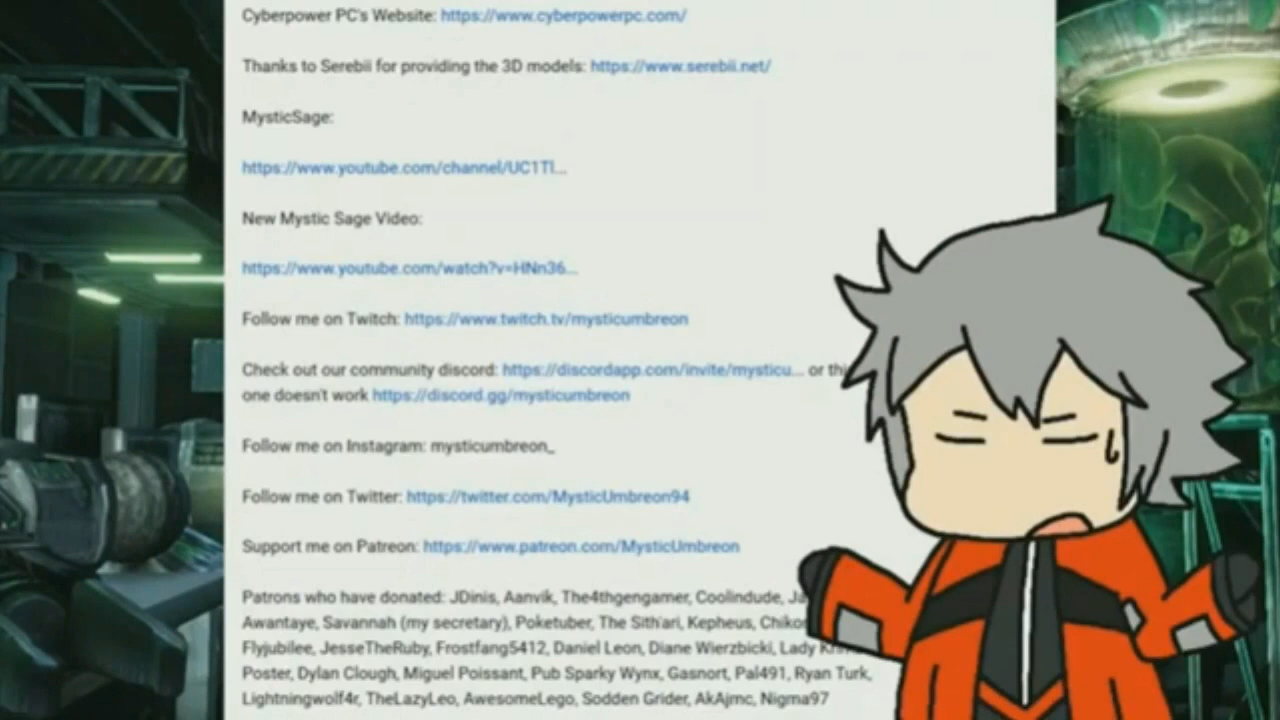 Cyberpower PC's Website: https://www.cyberpowerpc.com/
Thanks to Serebii for providing the 3D models: https://www.serebii.net/
MysticSage:
https://www.youtube.com/channel/UC1Tl...
New Mystic Sage Video:
https://www.youtube.com/watch?v=HNn36...
Follow me on Twitch: https://www.twitch.tv/mysticumbreon
Check out our community discord: https://discordapp.com/invite/mysticu... or
one doesn't work https://discord.gg/mysticumbreon
Follow me on Instagram: mysticumbreon_
Follow me on Twitter: https://twitter.com/MysticUmbreon94
Support me on Patreon: https://www.patreon.com/MysticUmbreon
Patrons who have donated: JDinis, Aanvik, The4thgengamer, Coolindude,
Awantaye, Savannah (my secretary), Poketuber, The Sith'ari, Kepheus,
Flyjubilee, JesseTheRuby, Frostfang5412, Daniel Leon, Diane Wierzbicki, Lady
Poster, Dylan Clough, Miguel Poissant, Pub Sparky Wynx, Gasnort, Pal491, Ryan Turk,
Lightningwolf4r, TheLazyLeo, AwesomeLego, Sodden Grider, AkAjmc, Nigma97